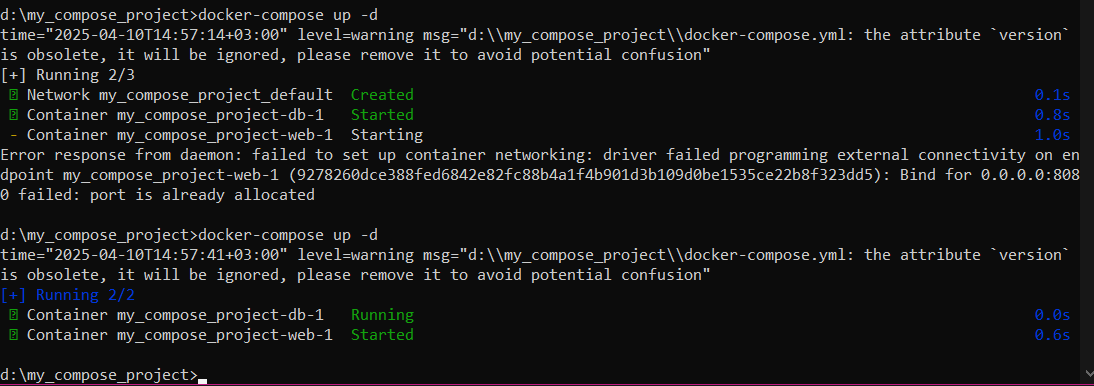 d:\my_compose_project>docker-compose up -d
time="2025-04-10T14:57:14+03:00" level=warning msg="d:\\my_compose_project\\docker-compose.yml: the attribute `version`
is obsolete, it will be ignored, please remove it to avoid potential confusion"
[+] Running 2/3
Network my_compose_project_default  Created 0.1s
Container my_compose_project-db-1   Started 0.8s
- Container my_compose_project-web-1  Starting 1.0s
Error response from daemon: failed to set up container networking: driver failed programming external connectivity on en
dpoint my_compose_project-web-1 (9278260dce388fed6842e82fc88b4a1f4b901d3b109d0be1535ce22b8f323dd5): Bind for 0.0.0.0:808
0 failed: port is already allocated
d:\my_compose_project>docker-compose up -d
time="2025-04-10T14:57:41+03:00" level=warning msg="d:\\my_compose_project\\docker-compose.yml: the attribute `version`
is obsolete, it will be ignored, please remove it to avoid potential confusion"
[+] Running 2/2
Container my_compose_project-db-1   Running 0.0s
Container my_compose_project-web-1  Started 0.6s
d:\my_compose_project>